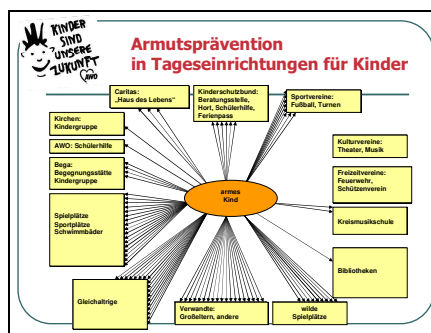 KINDER
SIND
UNSERE
ZUKUNFT
AWO
Armutsprävention
in Tageseinrichtungen für Kinder
Caritas:
„Haus des Lebens“
Kinderschutzbund:
Beratungsstelle,
Hort, Schülerhilfe,
Ferienpass
Sportvereine:
Fußball, Turnen
Kirchen:
Kindergruppe
AWO: Schülerhilfe
Kulturvereine:
Theater, Musik
Bega:
Begegnungsstätte
Kindergruppe
Freizeitvereine:
Feuerwehr,
Schützenverein
armes
Kind
Spielplätze
Sportplätze
Schwimmbäder
Kreismusikschule
Bibliotheken
Gleichaltrige
Verwandte:
Großeltern, andere
wilde
Spielplätze